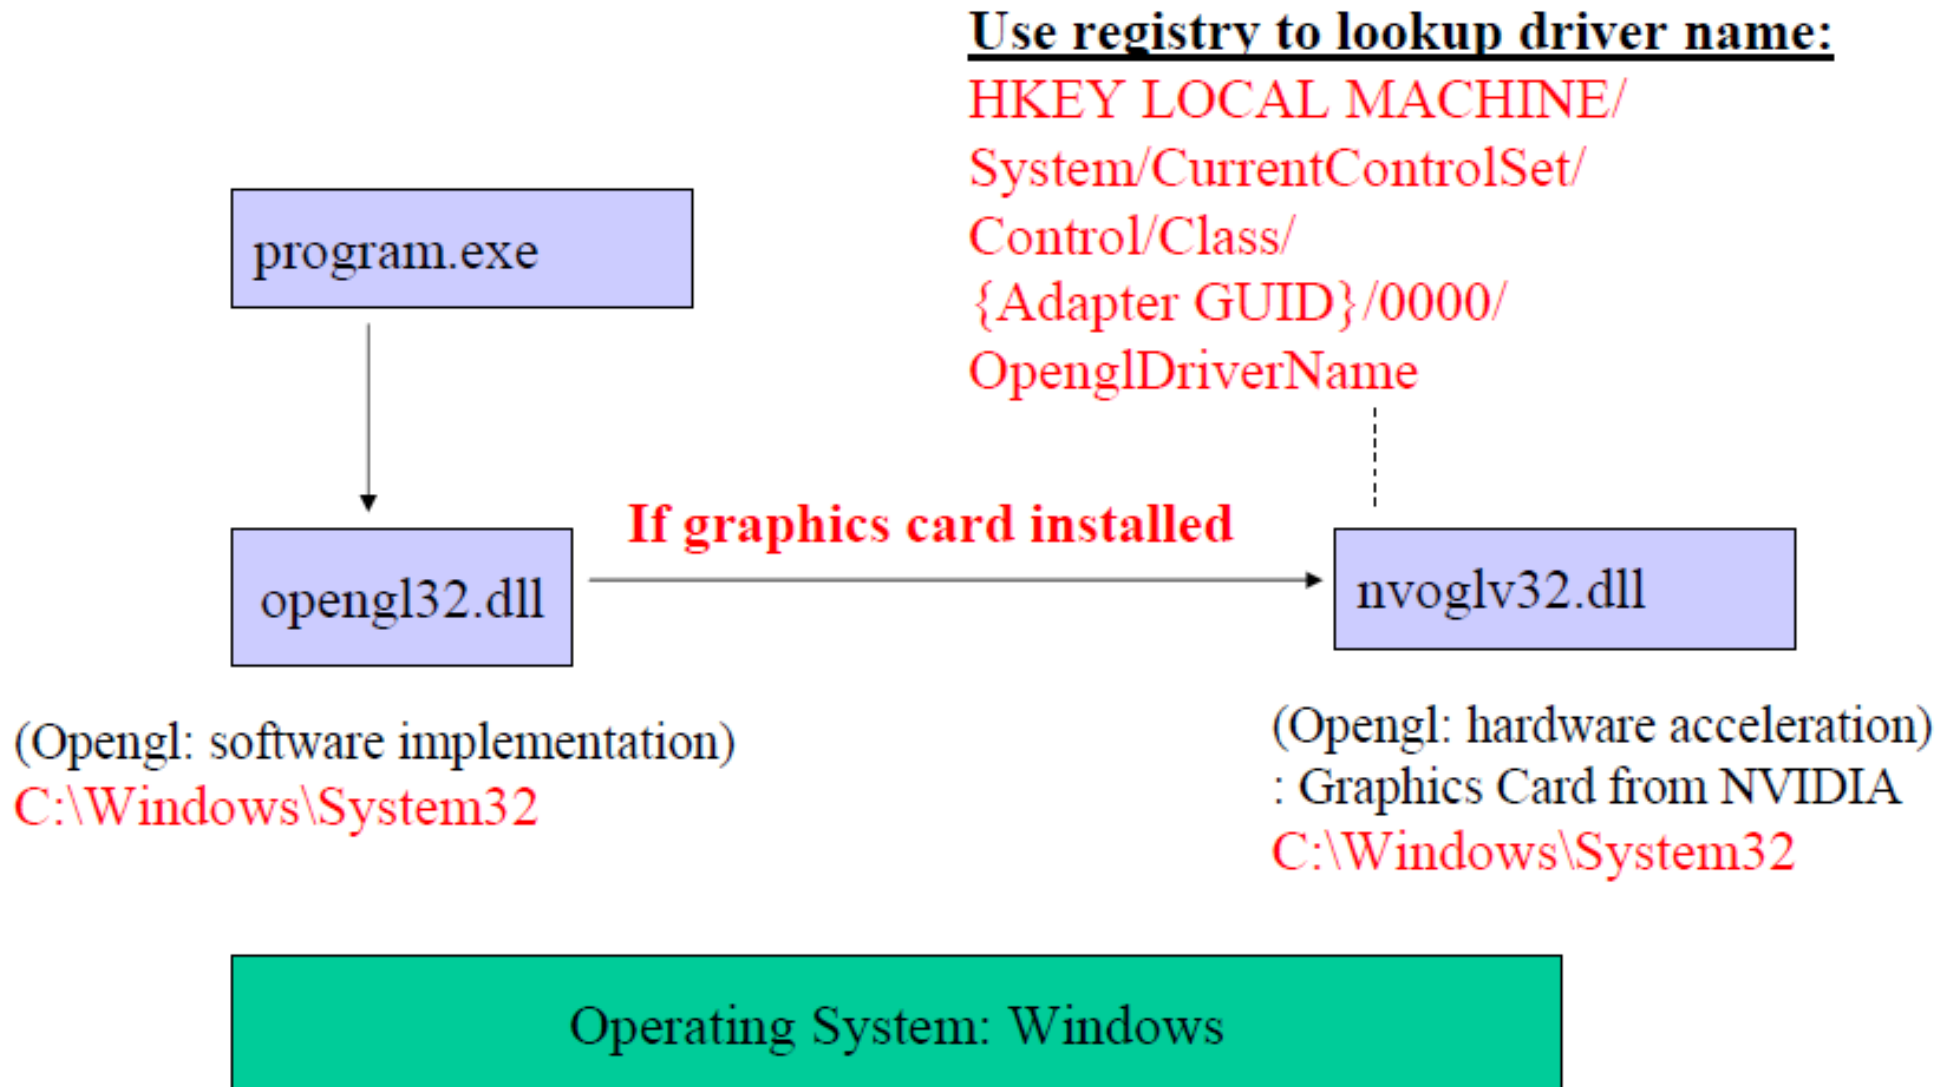 Use registry to lookup driver name:
HKEY LOCAL MACHINE/
System/CurrentControlSet/
Control/Class/
{Adapter GUID}/0000/
OpenglDriverName
program.exe
If graphics card installed
opengl32.dll
nvoglv32.dll
(Opengl: software implementation)
C:\Windows\System32
(Opengl: hardware acceleration)
: Graphics Card from NVIDIA
C:\Windows\System32
Operating System: Windows